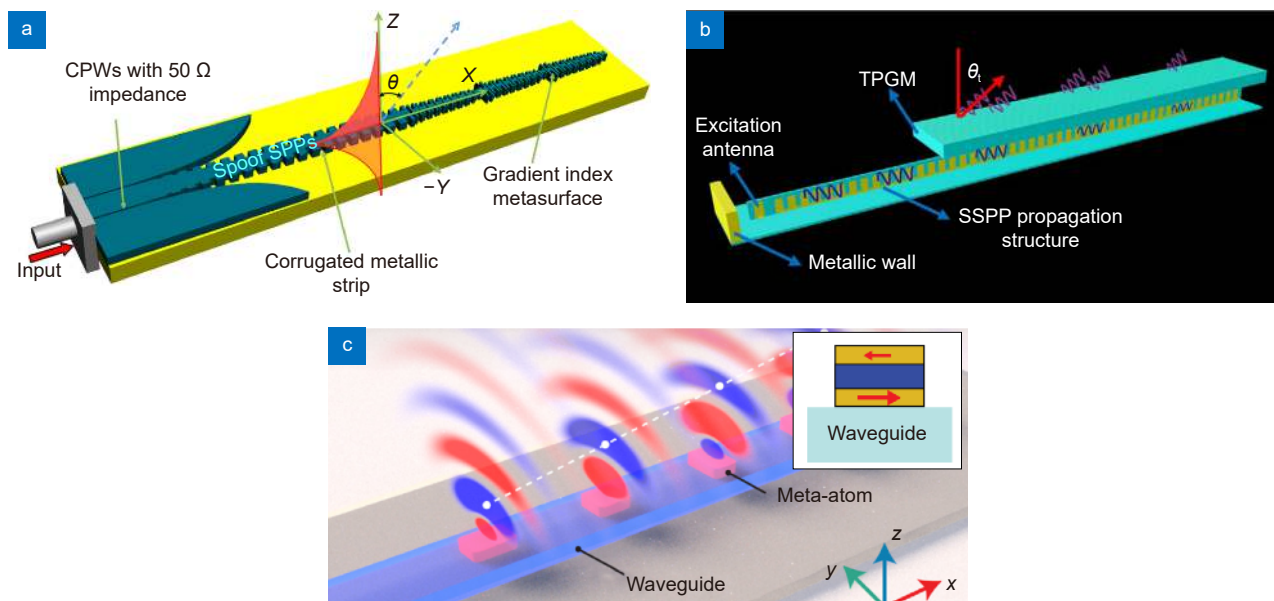 a
Z
θ
X
CPWs with 50 Ω
impedance
Spoof SPPs
−Y
Gradient index
metasurface
Input
Corrugated metallic
strip
b
TPGM
θt
Excitation
antenna
SSPP propagation
structure
Metallic wall
c
Waveguide
Meta-atom
Waveguide
z
y
x